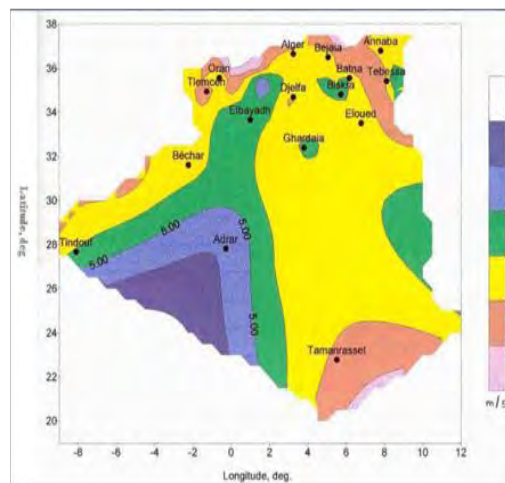 38
36
34
32
30
28
26
24
22
20
Latitude, deg
Alger
Bejaia
Annaba
Oran
Tlemcen
Batna
Tebessa
Djelfa
Biskra
Elbayadh
Eloued
Ghardaia
Béchar
Tindouf
5.00
5.00
Adrar
5.00
Tamanrasset
-8 -6 -4 -2 0 2 4 6 8 10 12
Longitude, deg.
m/s